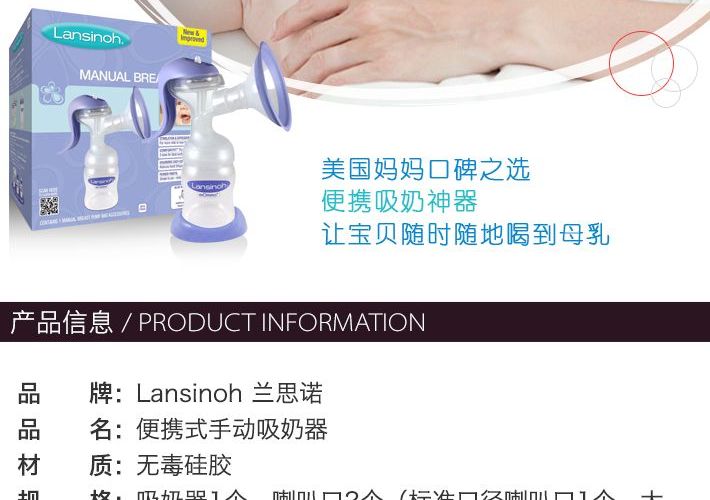 Lansinoh.
New &
Improved
MANUAL BREA
Lansinoh
美国妈妈口碑之选
便携吸奶神器
让宝贝随时随地喝到母乳
产品信息 / PRODUCT INFORMATION
品 牌：Lansinoh 兰思诺
品 名：便携式手动吸奶器
材 质：无毒硅胶
规 格：吸奶器1个、喇叭口2个（标准口径喇叭口1个、大